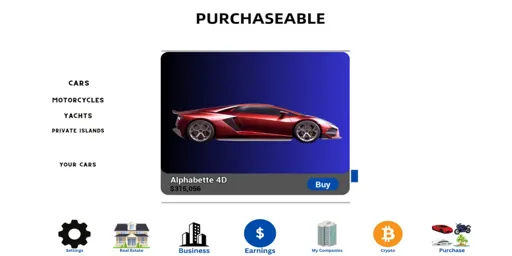 PURCHASEABLE
CARS
MOTORCYCLES
YACHTS
PRIVATE ISLANDS
YOUR CARS
Alphabette 4D
$315,056
Buy
Settings
Real Estate
Business
$
Earnings
My Companies
Crypto
Purchase